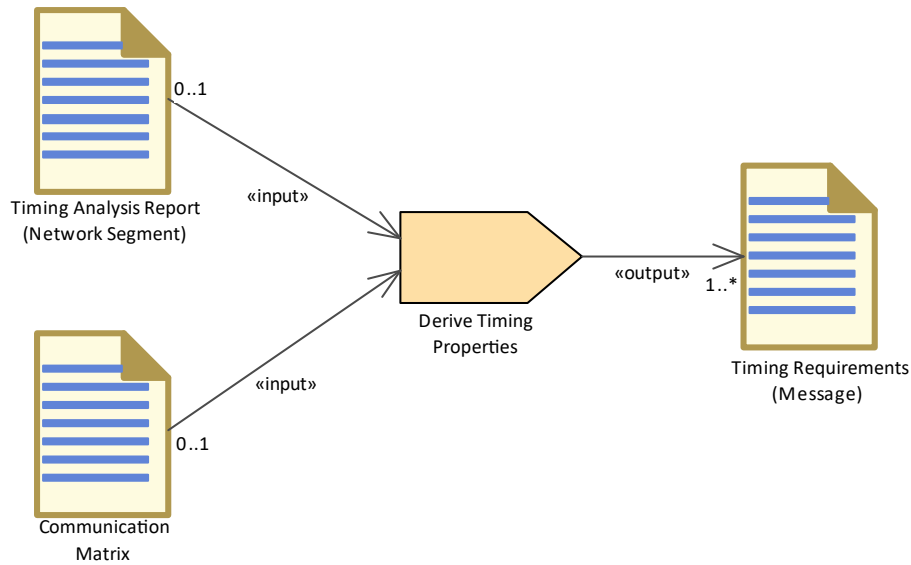 0..1
Timing Analysis Report
(Network Segment)
«input»
Derive Timing
Properties
«input»
0..1
Communication
Matrix
«output»
1..*
Timing Requirements
(Message)